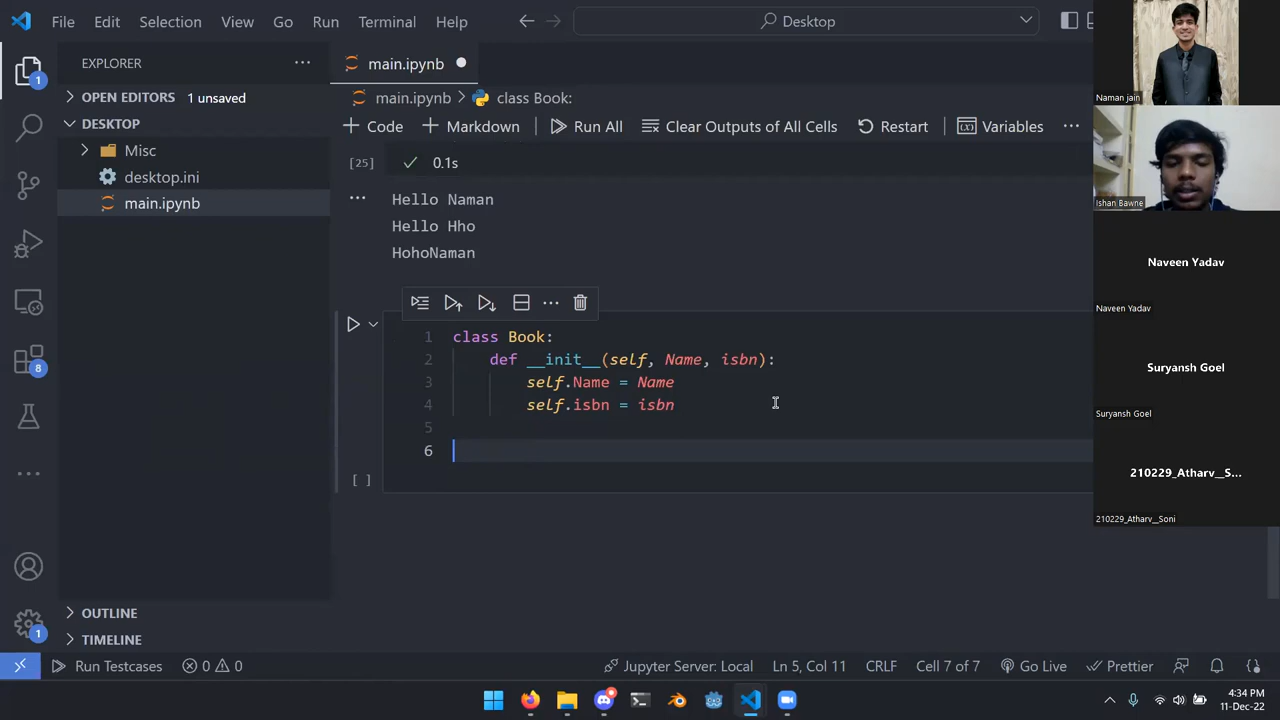 File Edit Selection View Go Run Terminal Help
Desktop
EXPLORER
1
OPEN EDITORS 1 unsaved
DESKTOP
Misc
desktop.ini
main.ipynb
8
1
OUTLINE
TIMELINE
main.ipynb
main.ipynb > class Book:
+ Code + Markdown Run All Clear Outputs of All Cells Restart Variables
[25] 0.1s
Hello Naman
Hello Hho
HohoNaman
1 class Book:
2 def __init__(self, Name, isbn):
3 self.Name = Name
4 self.isbn = isbn
5
6
[ ]
Naman jain
Ishan Bawne
Naveen Yadav
Naveen Yadav
Suryansh Goel
Suryansh Goel
210229_Atharv__S...
210229_Atharv__Soni
Run Testcases 0 0 Jupyter Server: Local Ln 5, Col 11 CRLF Cell 7 of 7 Go Live Prettier
4:34 PM
11-Dec-22